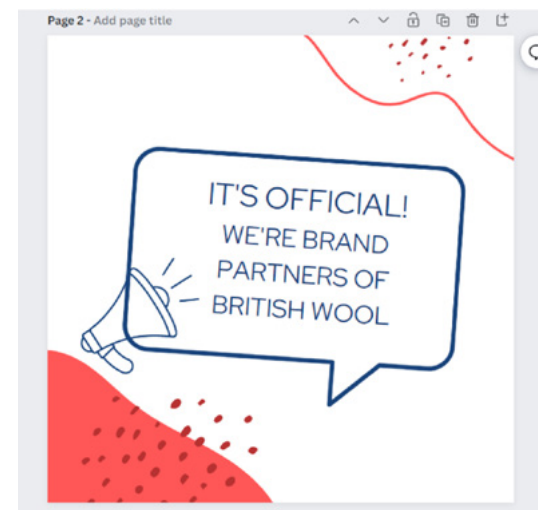 Page 2 - Add page title
IT'S OFFICIAL!
WE'RE BRAND
PARTNERS OF
BRITISH WOOL